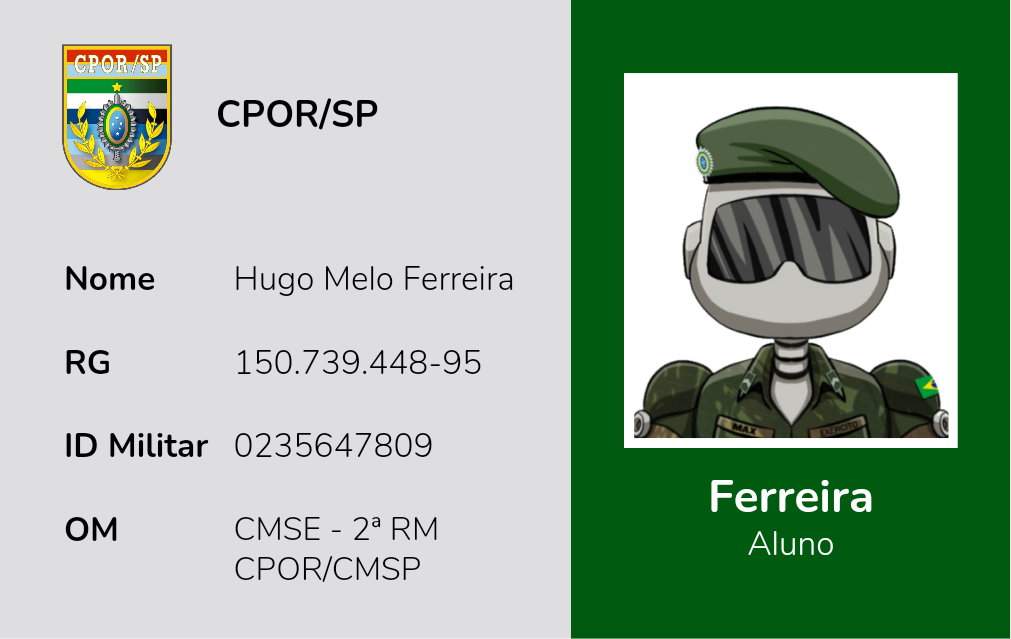 CPOR/SP
CPOR/SP
Nome Hugo Melo Ferreira
RG 150.739.448-95
ID Militar 0235647809
OM CMSE - 2ª RM
CPOR/CMSP
MAX EXÉRCITO
Ferreira
Aluno